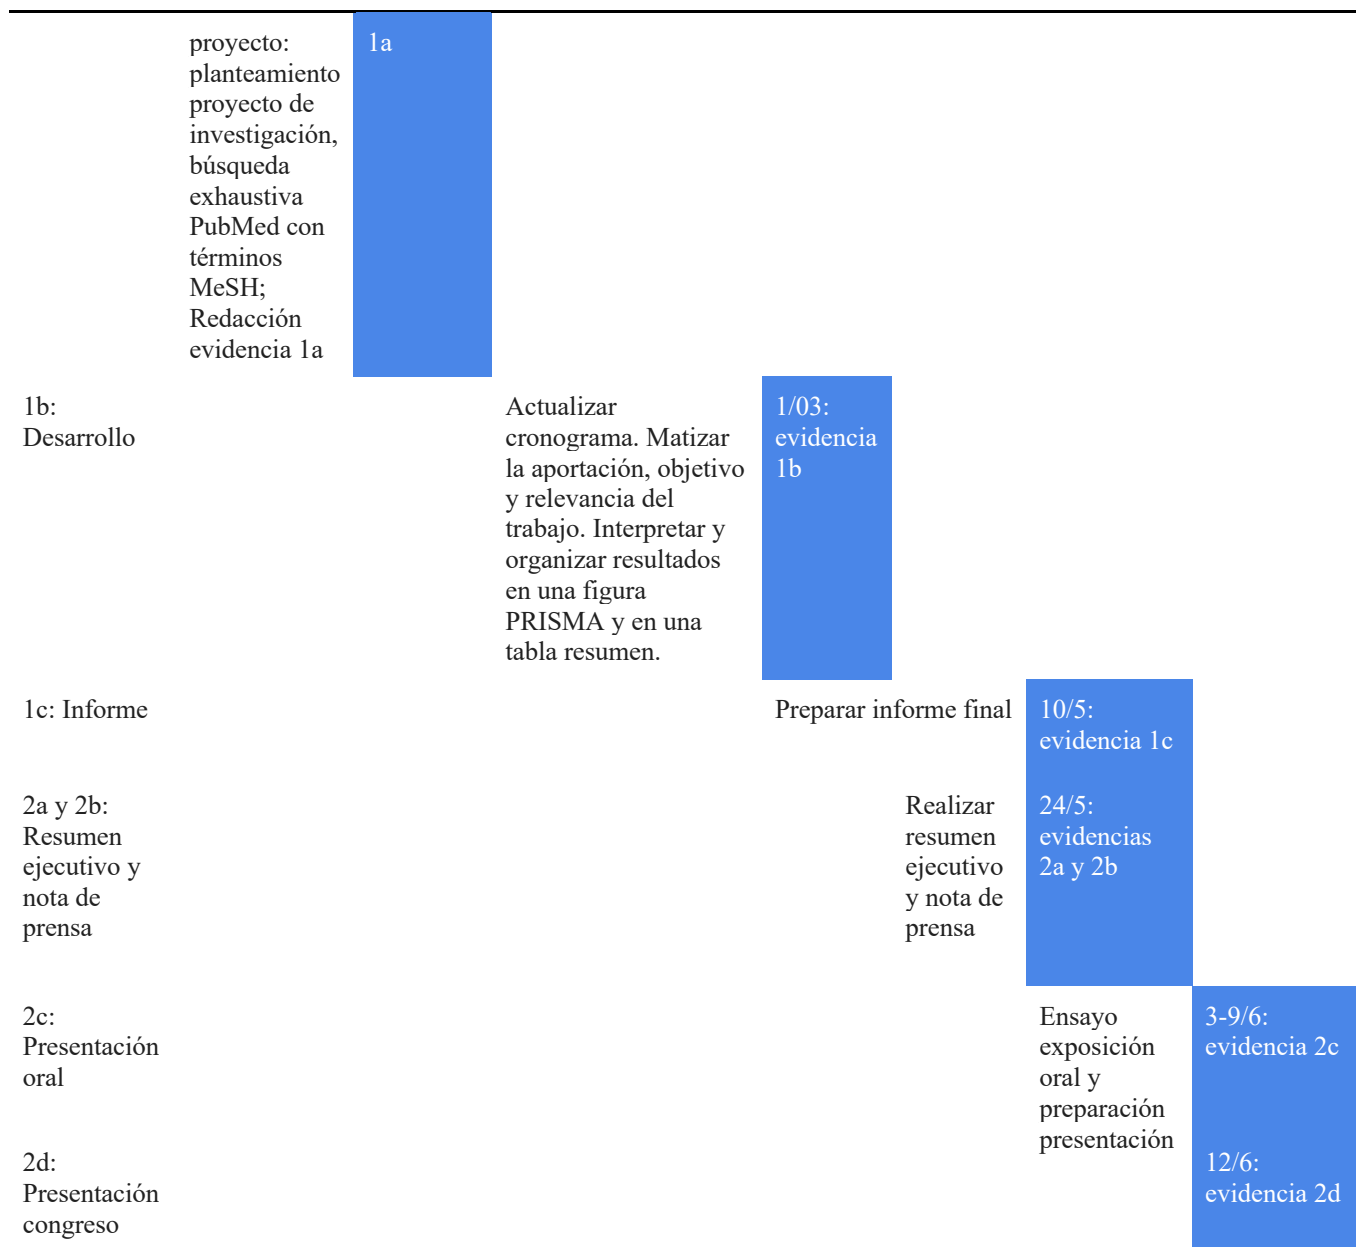 proyecto:
planteamiento
proyecto de
investigación,
búsqueda
exhaustiva
PubMed con
términos
MeSH;
Redacción
evidencia 1a
1a
1b:
Desarrollo
Actualizar
cronograma. Matizar
la aportación, objetivo
y relevancia del
trabajo. Interpretar y
organizar resultados
en una figura
PRISMA y en una
tabla resumen.
1/03:
evidencia
1b
1c: Informe
Preparar informe final
10/5:
evidencia 1c
2a y 2b:
Resumen
ejecutivo y
nota de
prensa
Realizar
resumen
ejecutivo
y nota de
prensa
24/5:
evidencias
2a y 2b
2c:
Presentación
oral
Ensayo
exposición
oral y
preparación
presentación
3-9/6:
evidencia 2c
2d:
Presentación
congreso
12/6:
evidencia 2d